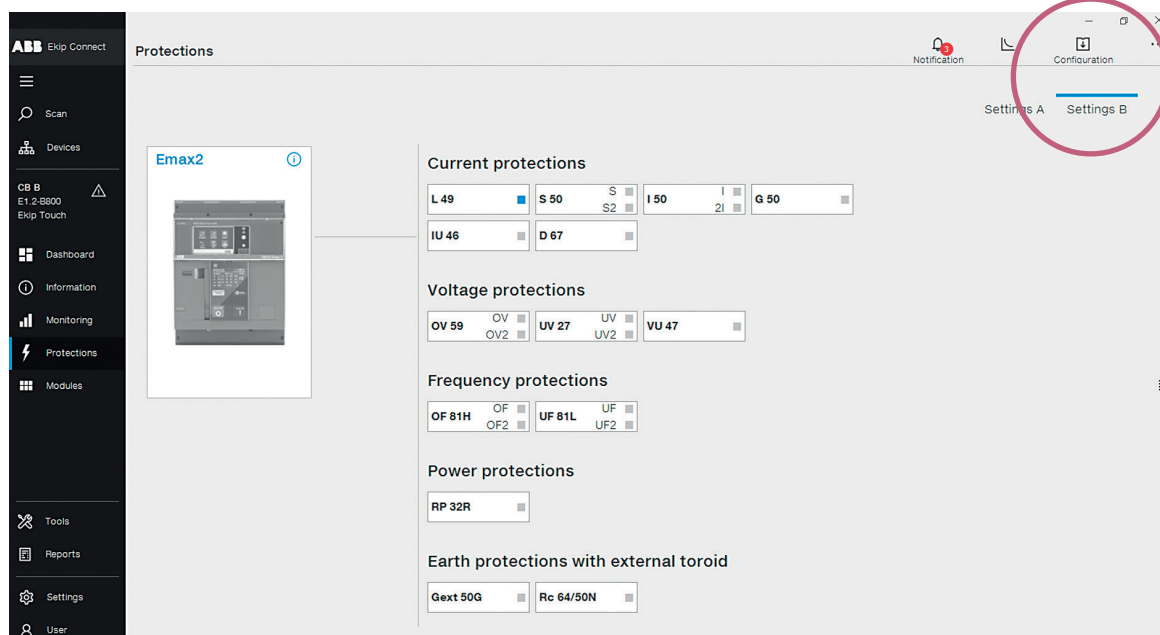 ABB Ekip Connect
Protections
3
Notification
Configuration
Scan
Devices
Settings A Settings B
CB B
E1.2-B800
Ekip Touch
Dashboard
Information
Monitoring
Protections
Modules
Tools
Reports
Settings
User
Emax2
Current protections
L 49
S 50 S S2
I 50 I 2I
G 50
IU 46
D 67
Voltage protections
OV 59 OV OV2
UV 27 UV UV2
VU 47
Frequency protections
OF 81H OF OF2
UF 81L UF UF2
Power protections
RP 32R
Earth protections with external toroid
Gext 50G
Rc 64/50N